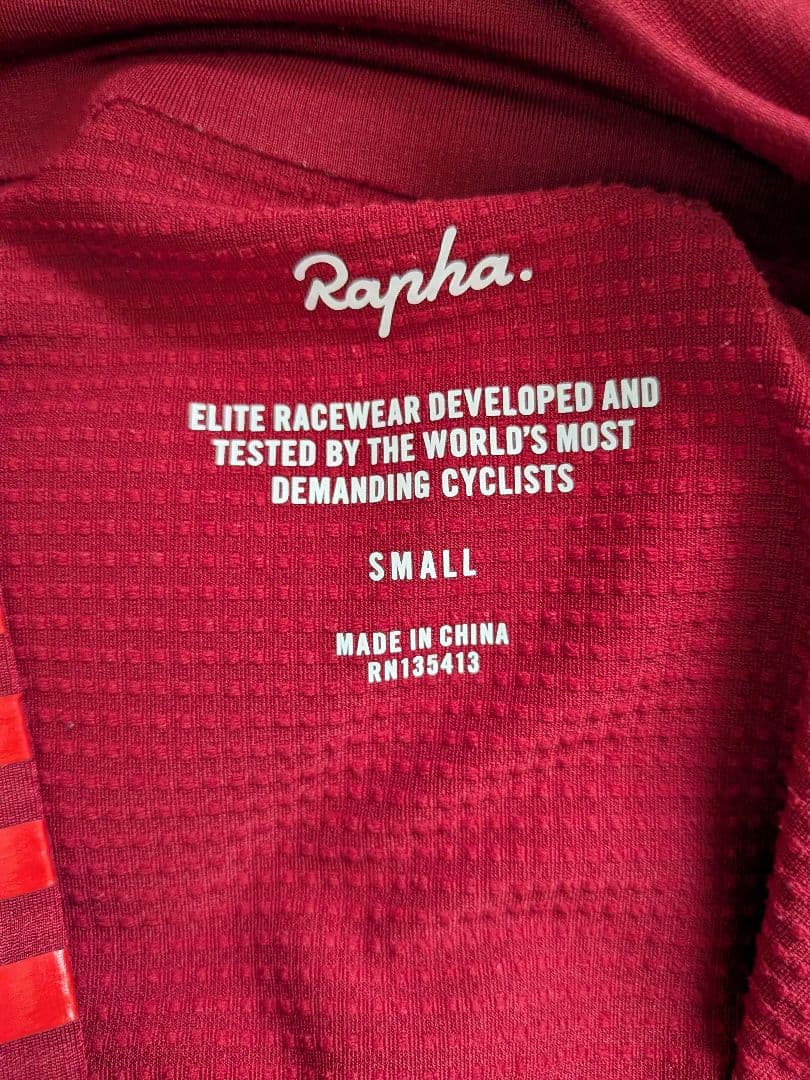 Rapha.
ELITE RACEWEAR DEVELOPED AND
TESTED BY THE WORLD'S MOST
DEMANDING CYCLISTS
SMALL
MADE IN CHINA
RN135413